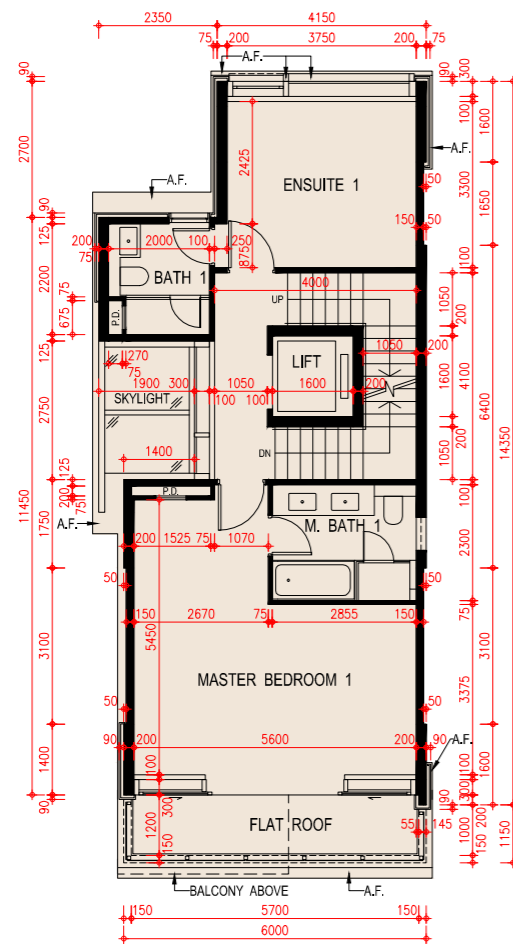 2350 4150
75 200 3750 200 75
A.F.
90 90 300
2700 100 1600
A.F.
2425 ENSUITE 1 3300
A.F. 50 1650
90 150 50
125 200 2000 100 250
75 8750 100
2200 BATH 1 4000
75 UP 1050
675 P.D. 200
125 1050 200
270 LIFT 1600 4100
75
1900 300 1050 1600 200 6400
100 100
2750 SKYLIGHT 14350
200
1400 DN 1050
125 P.D. 100
11450 200 75
1750 A.F. M. BATH 1
200 1525 75 1070 2300
50 50
75
150 2670 75 2855 150
5450
3100 3100
MASTER BEDROOM 1 3375
50 50
90 200 5600 200 90
A.F.
1400 100 1600
90 300 300
1200 FLAT ROOF 55 145 1000 200 1150
150 150
BALCONY ABOVE A.F.
150 5700 150
6000